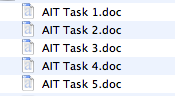 AIT Task 1.doc
AIT Task 2.doc
AIT Task 3.doc
AIT Task 4.doc
AIT Task 5.doc